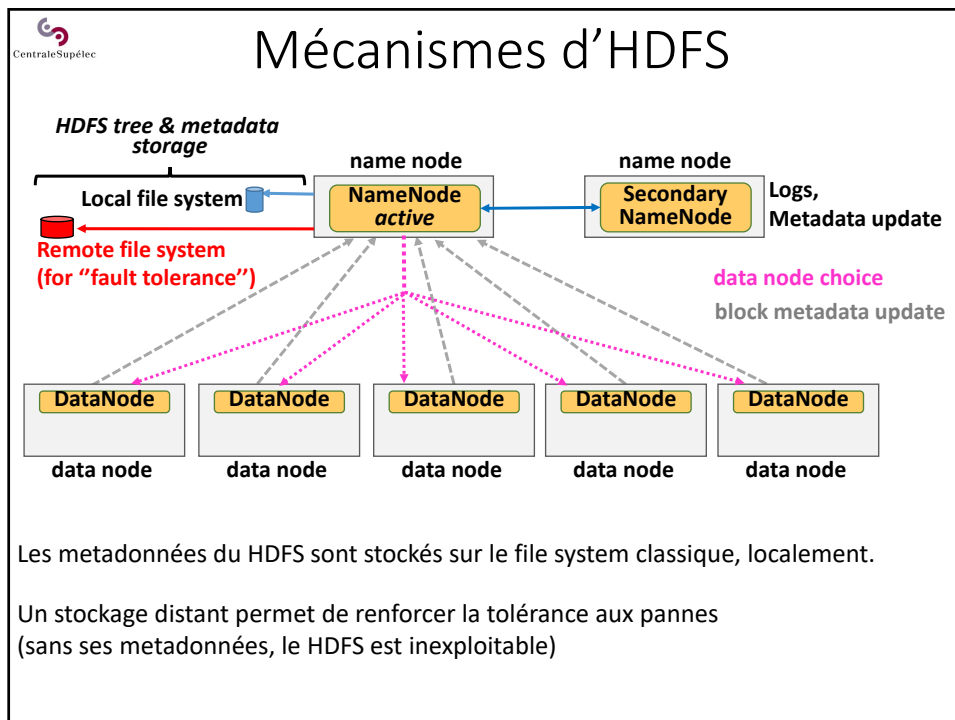 CentraleSupélec
Mécanismes d’HDFS
HDFS tree & metadata
storage
name node
name node
Local file system
NameNode
active
Secondary
NameNode
Logs,
Metadata update
Remote file system
(for ‘‘fault tolerance’’)
data node choice
block metadata update
DataNode
DataNode
DataNode
DataNode
DataNode
data node
data node
data node
data node
data node
Les metadonnées du HDFS sont stockés sur le file system classique, localement.
Un stockage distant permet de renforcer la tolérance aux pannes
(sans ses metadonnées, le HDFS est inexploitable)